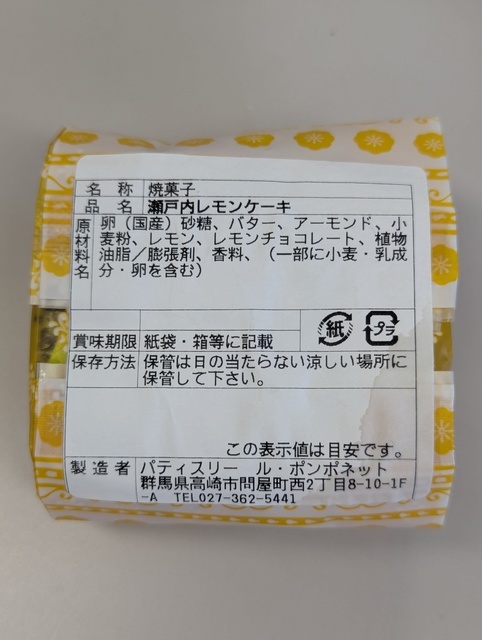 名称 焼菓子
品名 瀬戸内レモンケーキ
原材料名 卵(国産)砂糖、バター、アーモンド、小
麦粉、レモン、レモンチョコレート、植物
油脂/膨張剤、香料、(一部に小麦・乳成
分・卵を含む)
賞味期限 紙袋・箱等に記載
紙 プラ
保存方法 保管は日の当たらない涼しい場所に
保管して下さい。
この表示値は目安です。
製造者 パティスリー ル・ポンポネット
群馬県高崎市問屋町西2丁目8-10-1F
-A TEL027-362-5441